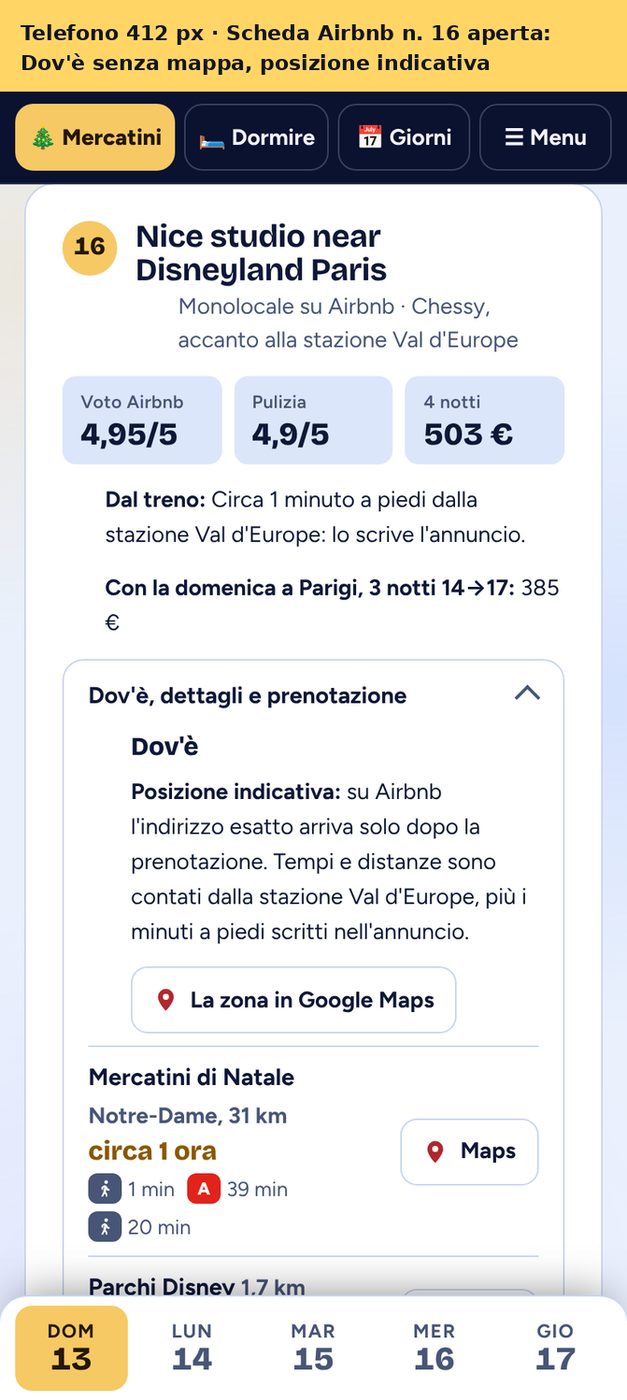 Telefono 412 px · Scheda Airbnb n. 16 aperta:
Dov'è senza mappa, posizione indicativa
🎄 Mercatini
🛏️ Dormire
📅 Giorni
☰ Menu
16
Nice studio near
Disneyland Paris
Monolocale su Airbnb · Chessy,
accanto alla stazione Val d'Europe
Voto Airbnb
4,95/5
Pulizia
4,9/5
4 notti
503 €
Dal treno: Circa 1 minuto a piedi dalla
stazione Val d'Europe: lo scrive l'annuncio.
Con la domenica a Parigi, 3 notti 14→17: 385
€
Dov'è, dettagli e prenotazione
Dov'è
Posizione indicativa: su Airbnb
l'indirizzo esatto arriva solo dopo la
prenotazione. Tempi e distanze sono
contati dalla stazione Val d'Europe, più i
minuti a piedi scritti nell'annuncio.
La zona in Google Maps
Mercatini di Natale
Notre-Dame, 31 km
circa 1 ora
1 min A 39 min
20 min
Maps
Parchi Disney 1,7 km
DOM
13
LUN
14
MAR
15
MER
16
GIO
17